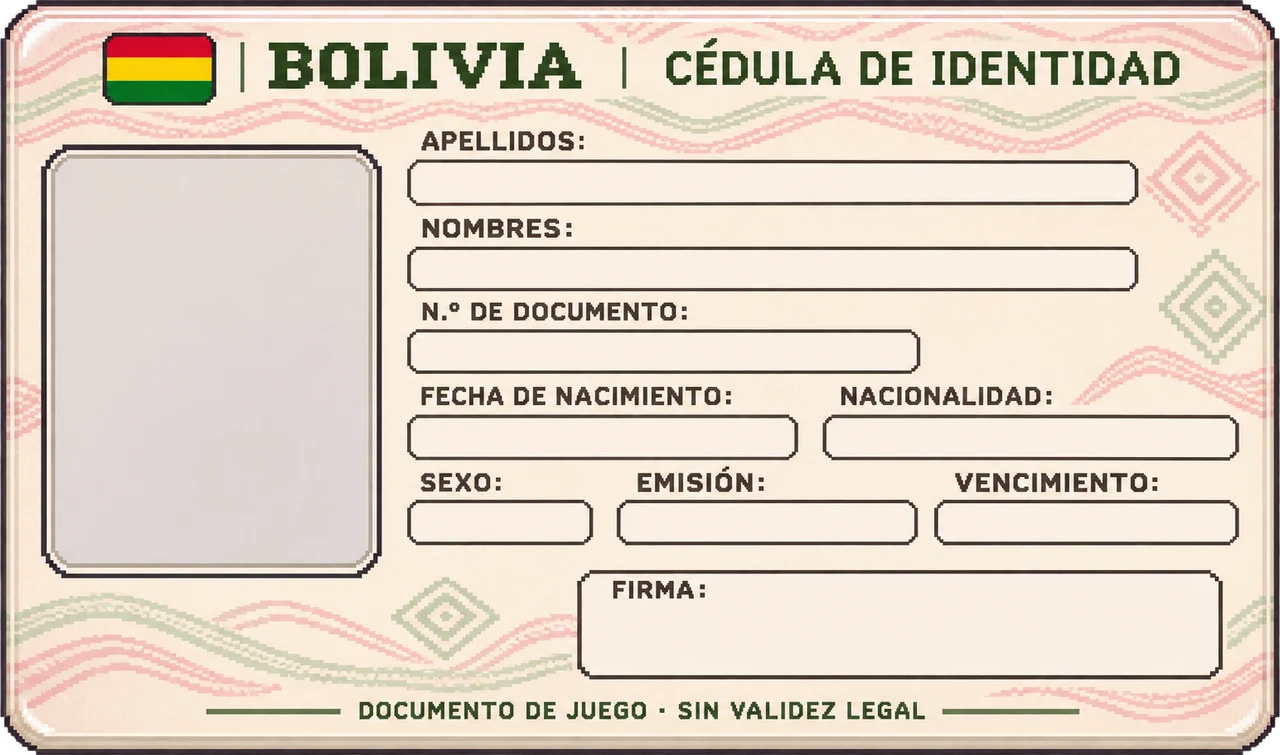 BOLIVIA | CÉDULA DE IDENTIDAD
APELLIDOS:
NOMBRES:
N.º DE DOCUMENTO:
FECHA DE NACIMIENTO: NACIONALIDAD:
SEXO: EMISIÓN: VENCIMIENTO:
FIRMA:
DOCUMENTO DE JUEGO · SIN VALIDEZ LEGAL